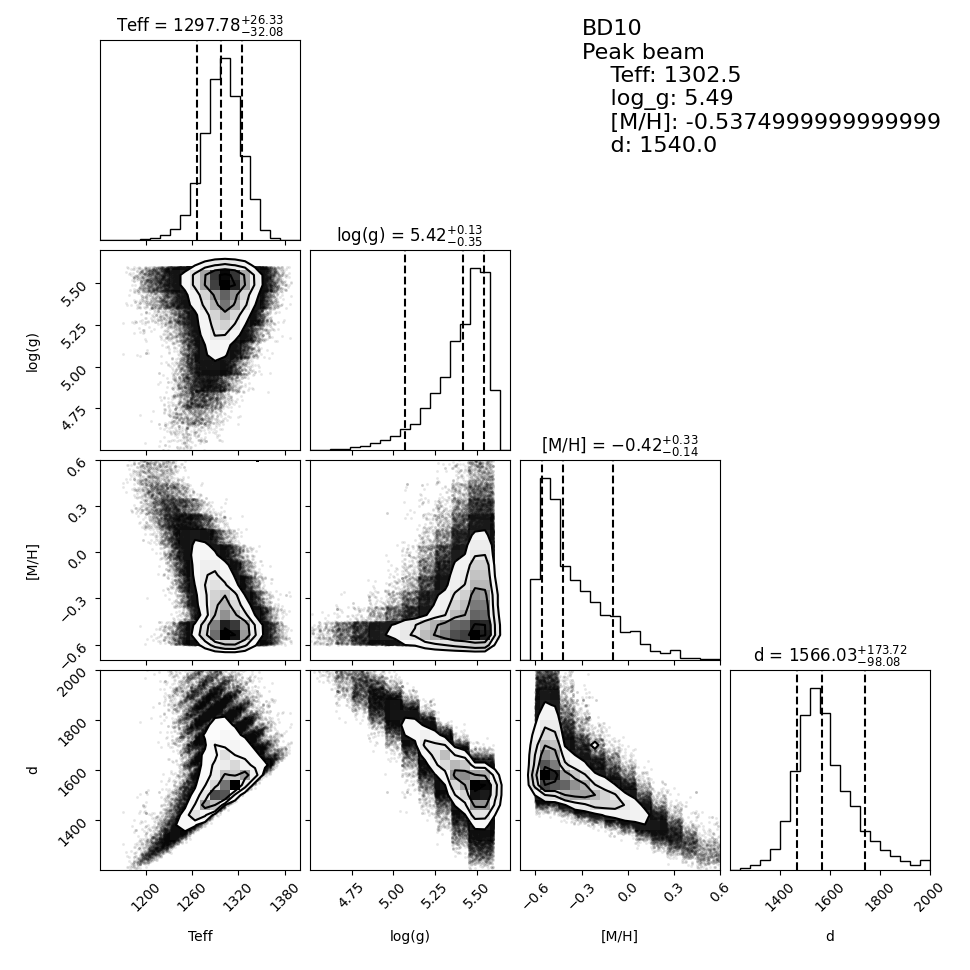 Teff = 1297.78+26.33 −32.08
BD10
Peak beam
Teff: 1302.5
log_g: 5.49
[M/H]: -0.5374999999999999
d: 1540.0
log(g) = 5.42+0.13 −0.35
5.50
5.25
5.00
4.75
log(g)
[M/H] = −0.42+0.33 −0.14
0.6
0.3
0.0
−0.3
−0.6
[M/H]
d = 1566.03+173.72 −98.08
2000
1800
1600
1400
d
1200 1260 1320 1380
4.75 5.00 5.25 5.50
−0.6 −0.3 0.0 0.3 0.6
1400 1600 1800 2000
Teff log(g) [M/H] d